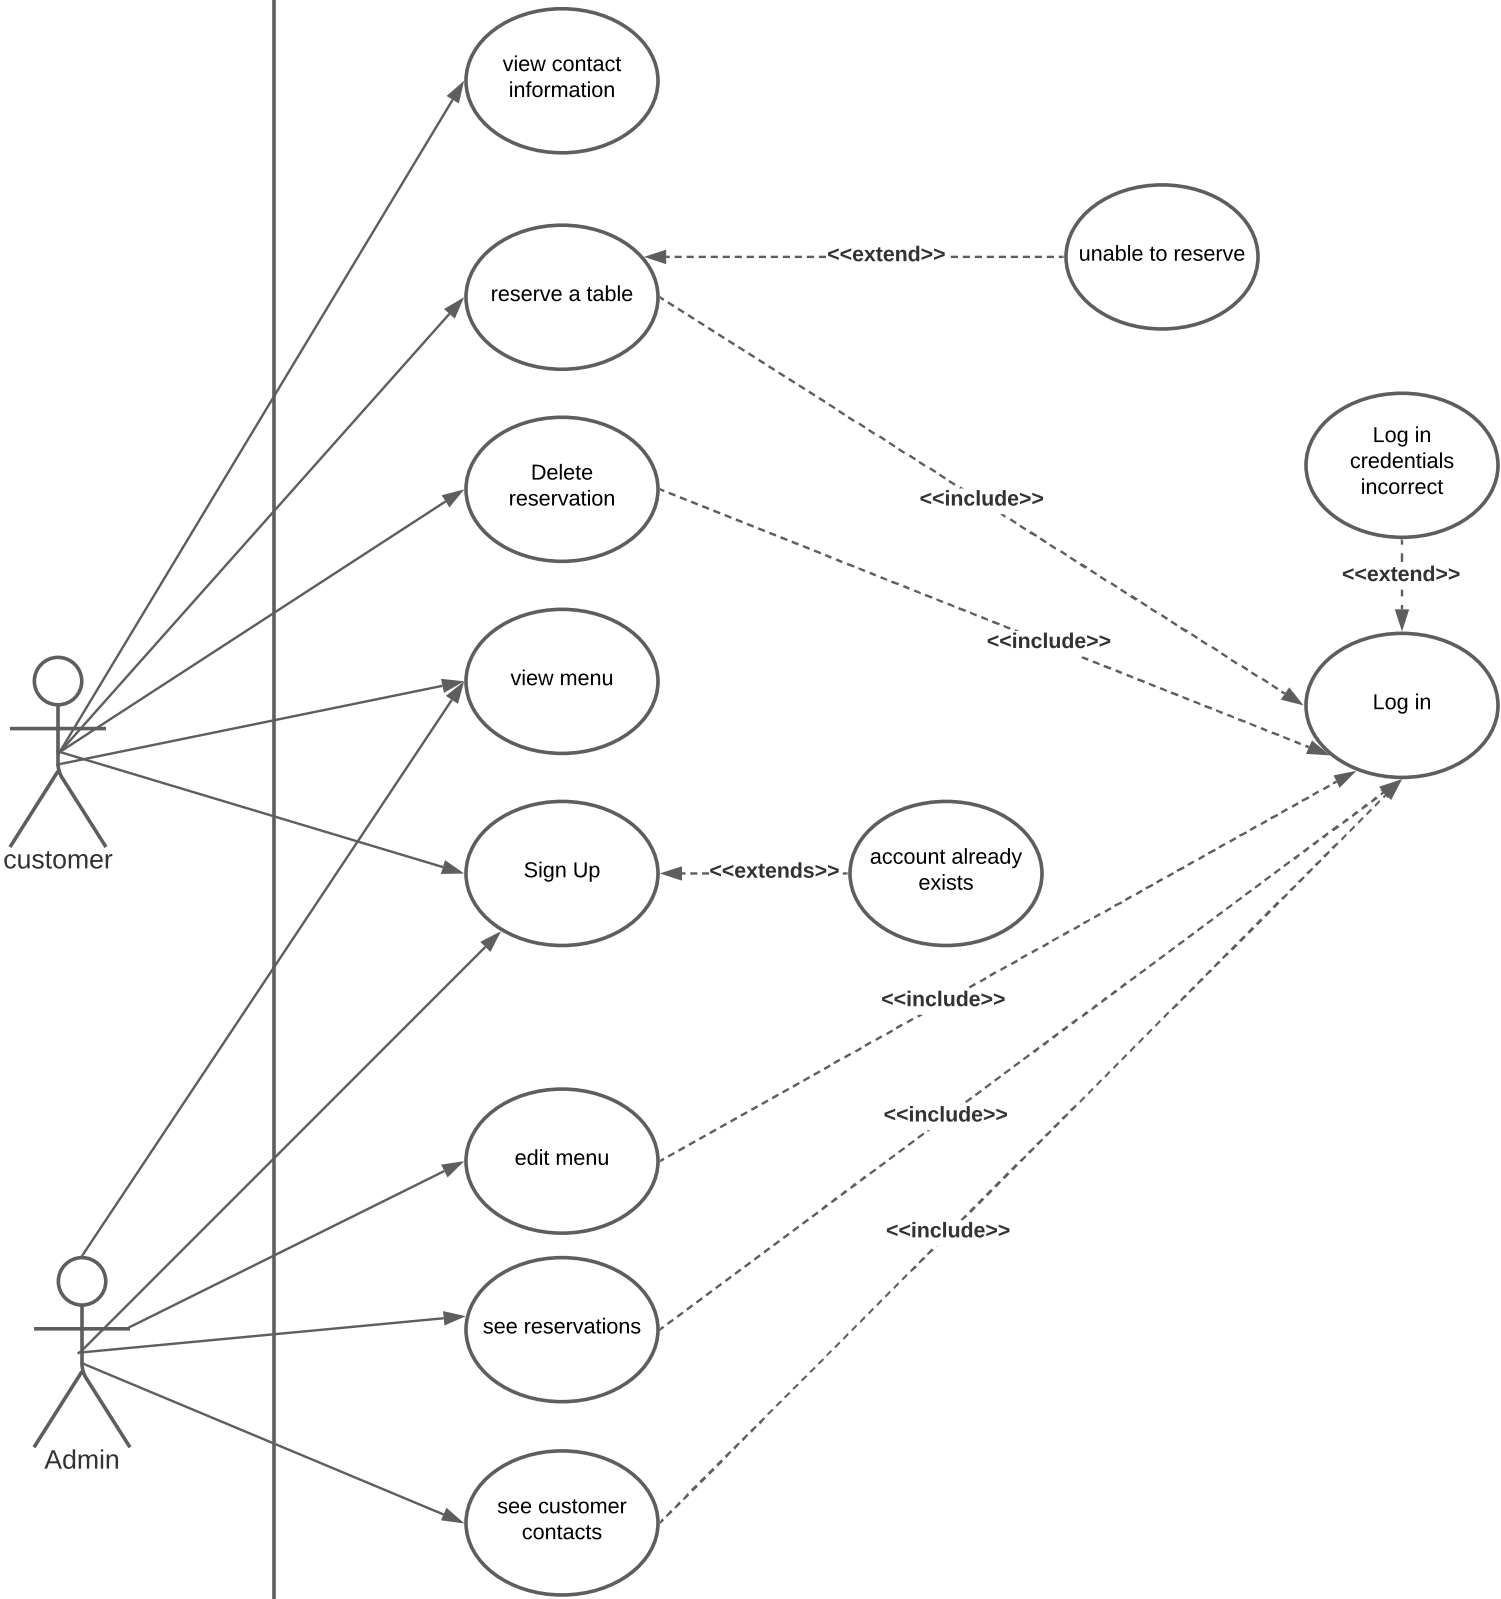 view contact
information
<<extend>>
unable to reserve
reserve a table
Log in
credentials
incorrect
Delete
reservation
<<include>>
<<extend>>
<<include>>
view menu
Log in
customer
Sign Up
<<extends>>
account already
exists
<<include>>
<<include>>
edit menu
<<include>>
see reservations
Admin
see customer
contacts